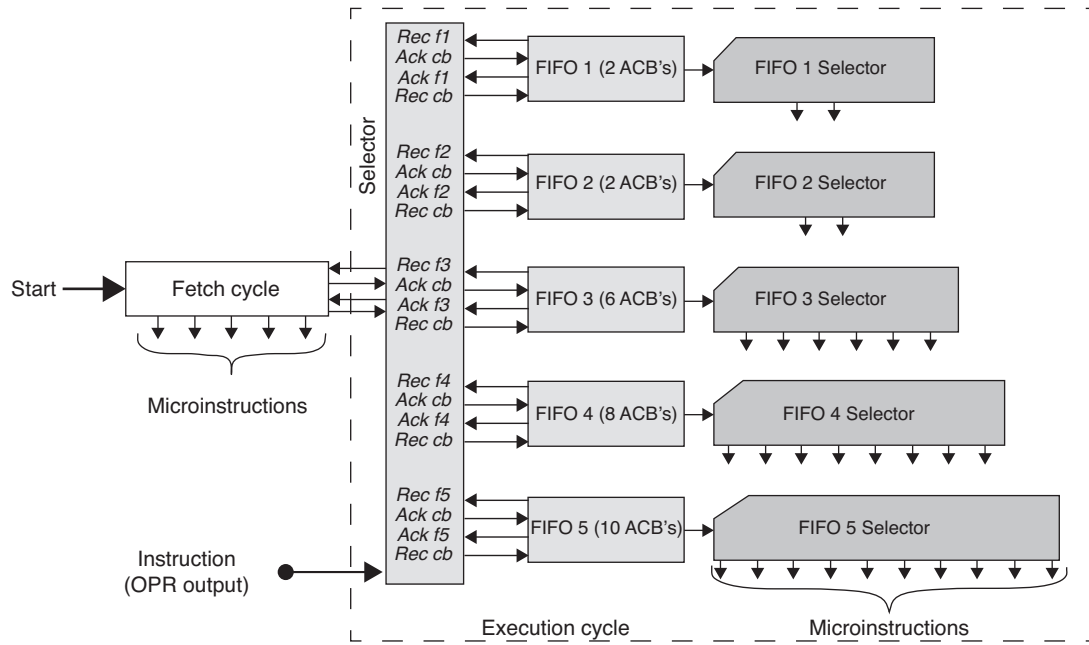 Start
Fetch cycle
Microinstructions
Instruction
(OPR output)
Selector
Rec f1
Ack cb
Ack f1
Rec cb
FIFO 1 (2 ACB's)
FIFO 1 Selector
Rec f2
Ack cb
Ack f2
Rec cb
FIFO 2 (2 ACB's)
FIFO 2 Selector
Rec f3
Ack cb
Ack f3
Rec cb
FIFO 3 (6 ACB's)
FIFO 3 Selector
Rec f4
Ack cb
Ack f4
Rec cb
FIFO 4 (8 ACB's)
FIFO 4 Selector
Rec f5
Ack cb
Ack f5
Rec cb
FIFO 5 (10 ACB's)
FIFO 5 Selector
Execution cycle
Microinstructions